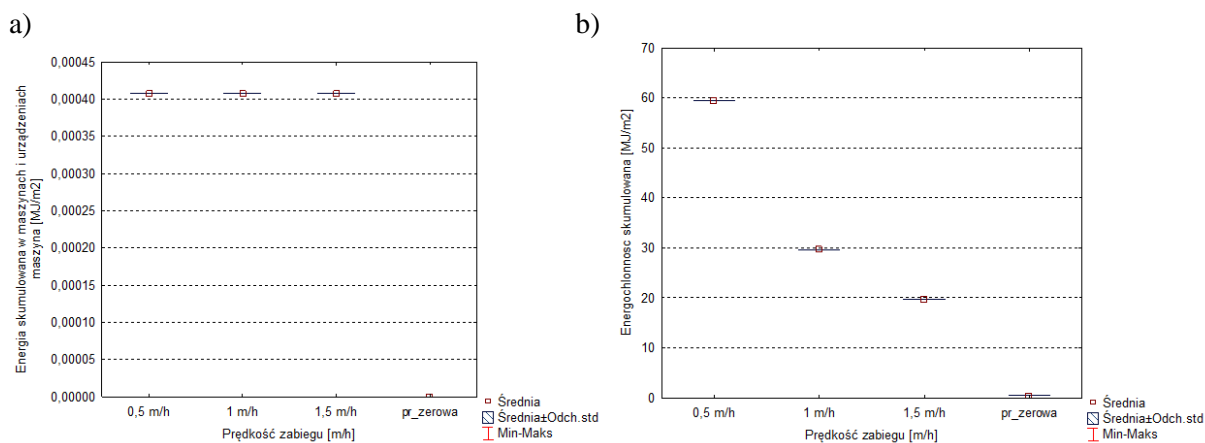 a)
Energia skumulowana w maszynach i urządzeniach
maszyna [MJ/m2]
0,00045
0,00040
0,00035
0,00030
0,00025
0,00020
0,00015
0,00010
0,00005
0,00000
0,5 m/h 1 m/h 1,5 m/h pr_zerowa
Prędkość zabiegu [m/h]
Średnia
Średnia±Odch.std
Min-Maks
b)
Energochlonnosc skumulowana [MJ/m2]
70
60
50
40
30
20
10
0
0,5 m/h 1 m/h 1,5 m/h pr_zerowa
Prędkość zabiegu [m/h]
Średnia
Średnia±Odch.std
Min-Maks